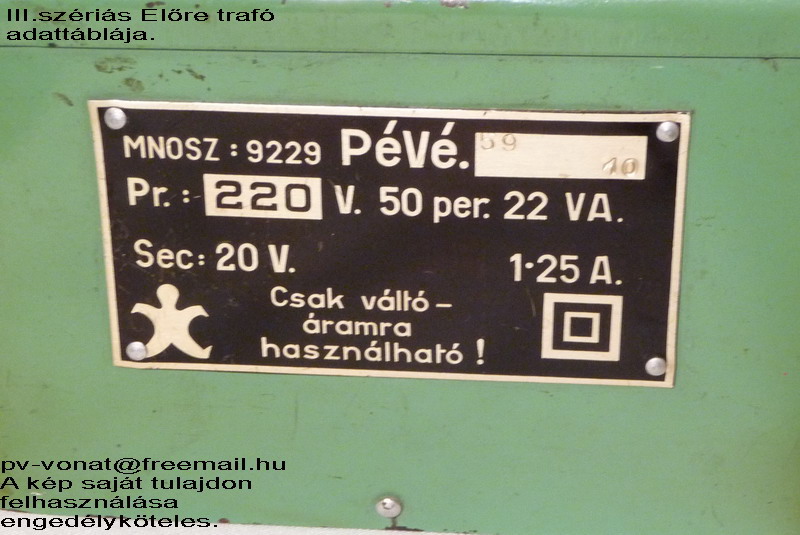 III.szériás Előre trafó
adattáblája.
MNOSZ : 9229 PéVé. 59 10
Pr.: 220 V. 50 per. 22 VA.
Sec: 20 V. 1·25 A.
Csak váltó-
áramra
használható !
pv-vonat@freemail.hu
A kép saját tulajdon
felhasználása
engedélyköteles.